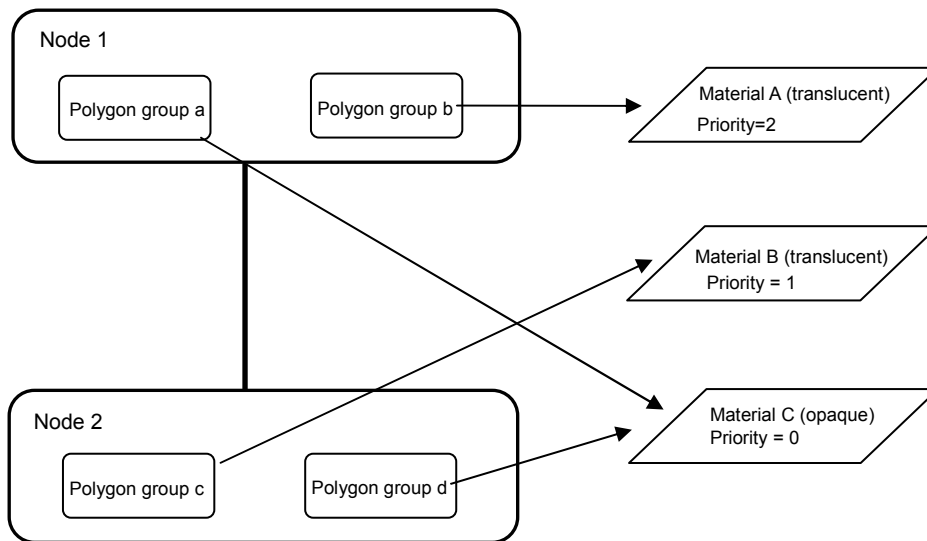 Node 1
Polygon group a
Polygon group b
Material A (translucent)
Priority=2
Material B (translucent)
Priority = 1
Node 2
Polygon group c
Polygon group d
Material C (opaque)
Priority = 0